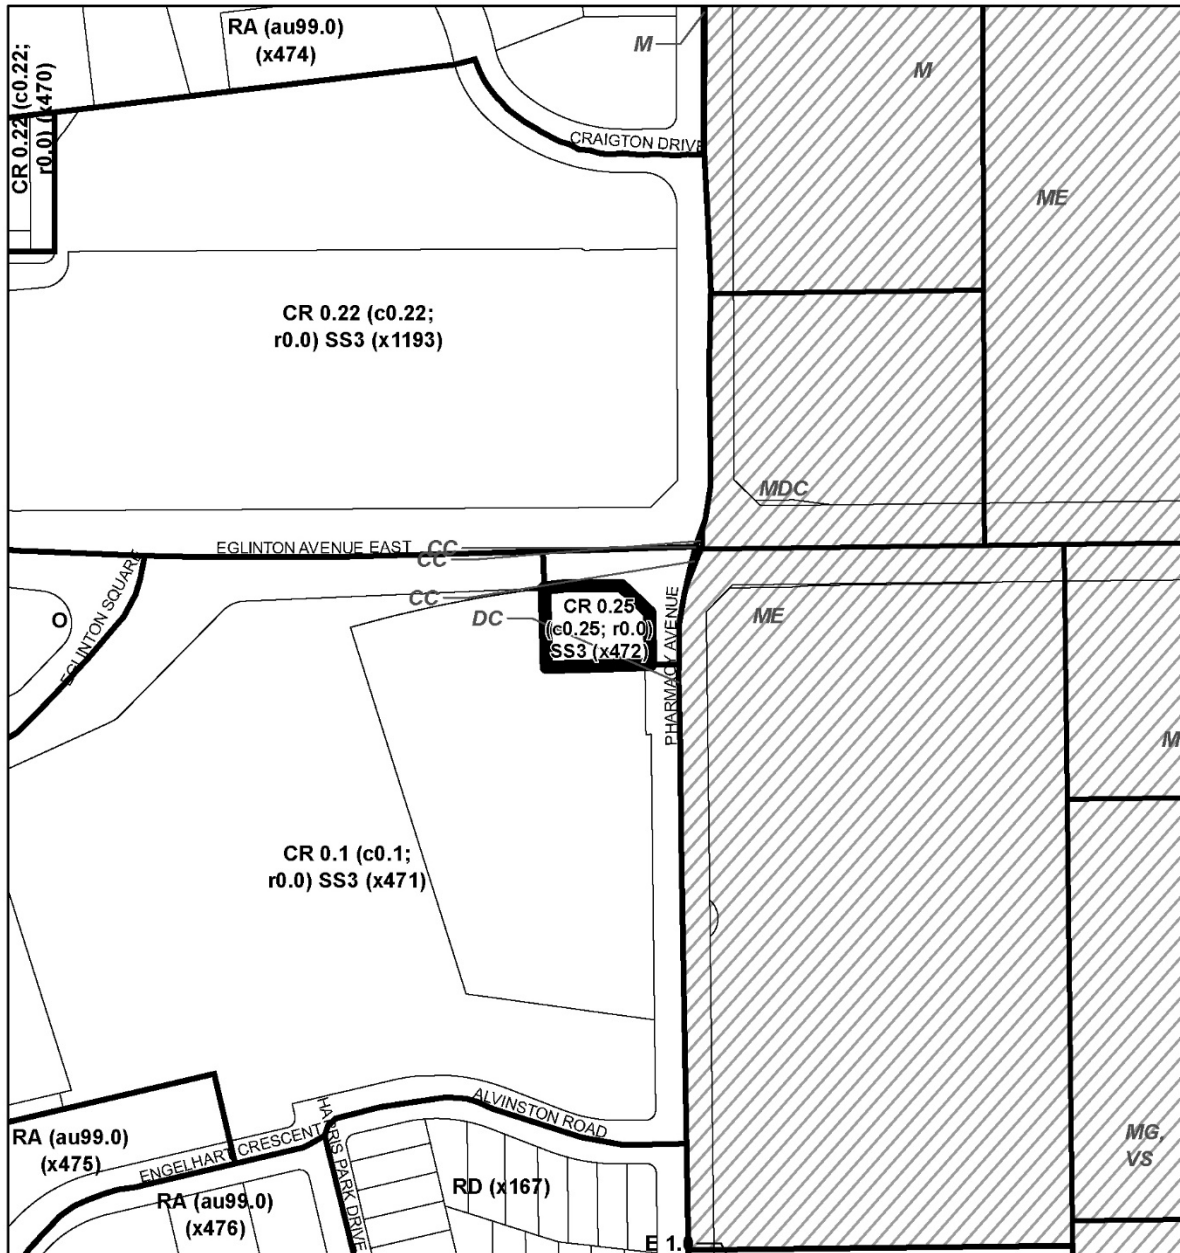 RA (au99.0)
(x474)
M
M
CR 0.22 (c0.22;
r0.0) (x470)
CRAIGTON DRIVE
ME
CR 0.22 (c0.22;
r0.0) SS3 (x1193)
MDC
EGLINTON AVENUE EAST
CC
CC
EGLINTON SQUARE
O
CC
DC
CR 0.25
(c0.25; r0.0)
SS3 (x472)
PHARMACY AVENUE
ME
M
CR 0.1 (c0.1;
r0.0) SS3 (x471)
ALVINSTON ROAD
HARRIS PARK DRIVE
ENGELHART CRESCENT
RA (au99.0)
(x475)
RA (au99.0)
(x476)
RD (x167)
MG,
VS
E 1.